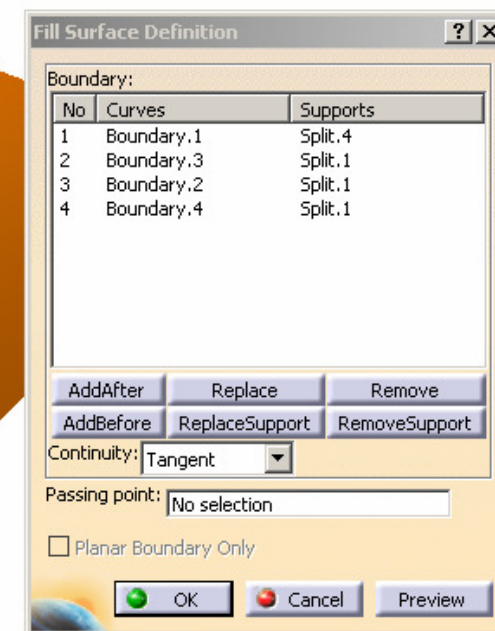 Fill Surface Definition
Boundary:
No Curves Supports
1 Boundary.1 Split.4
2 Boundary.3 Split.1
3 Boundary.2 Split.1
4 Boundary.4 Split.1
AddAfter Replace Remove
AddBefore ReplaceSupport RemoveSupport
Continuity: Tangent
Passing point: No selection
Planar Boundary Only
OK Cancel Preview